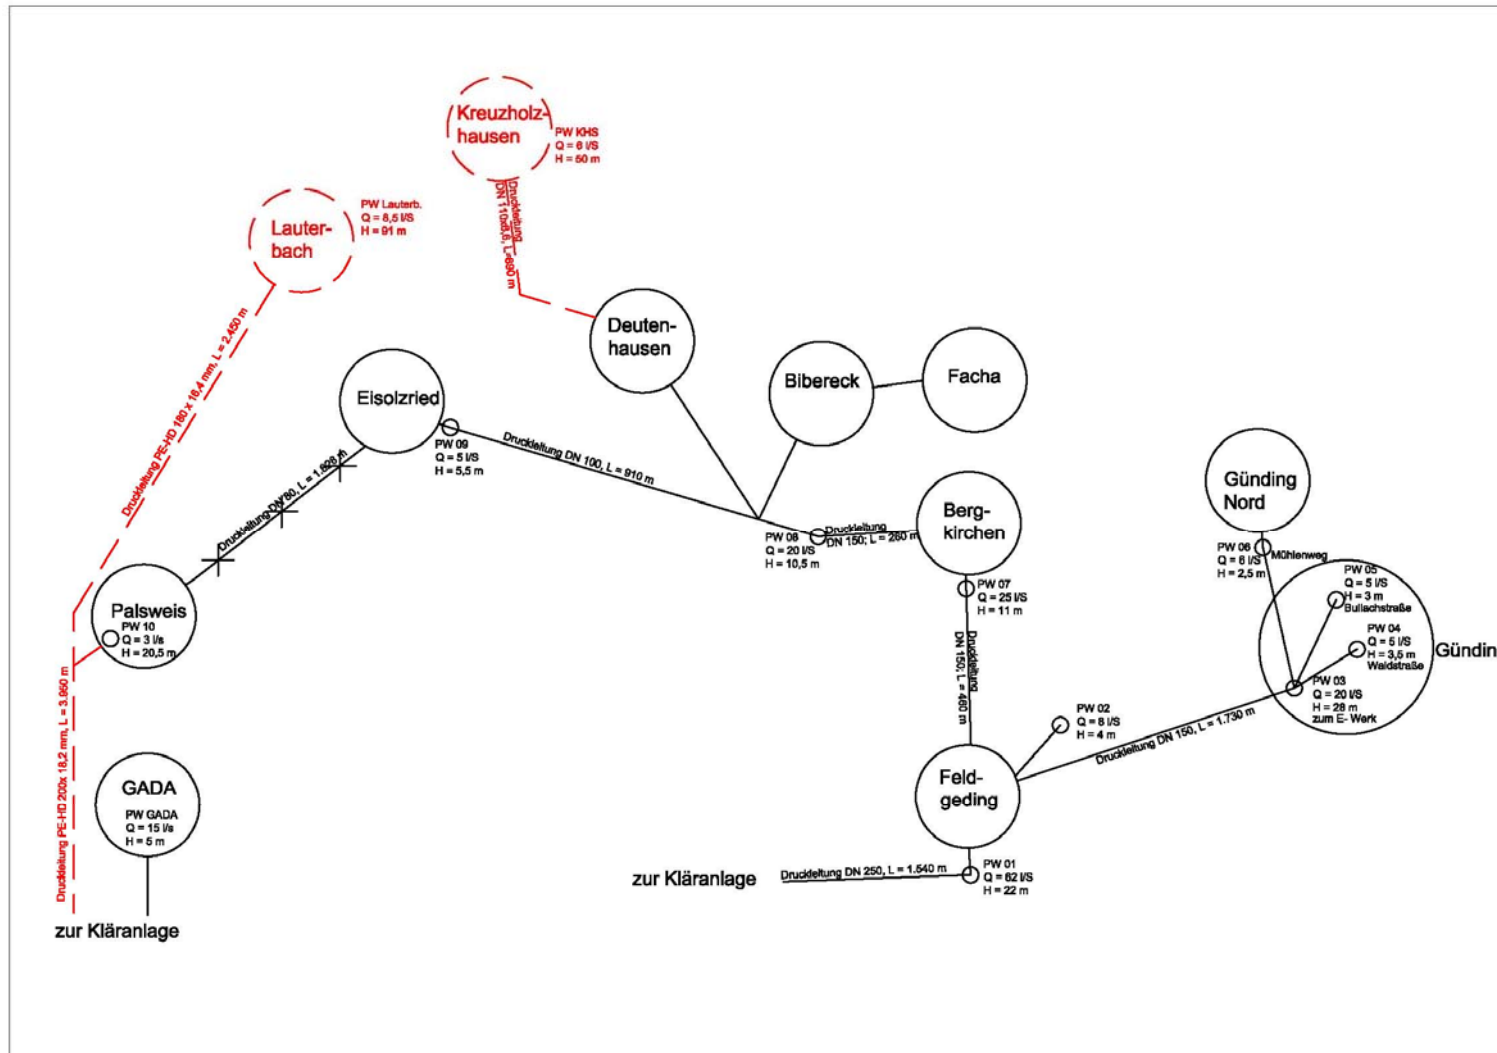 Kreuzholz-
hausen
PW KHS
Q = 6 l/S
H = 50 m
Druckleitung
DN 110x6,6, L=690 m
Lauter-
bach
PW Lauterb.
Q = 8,5 l/S
H = 91 m
Druckleitung PE-HD 180 x 16,4 mm, L = 2.450 m
Deuten-
hausen
Bibereck
Facha
Eisolzried
PW 09
Q = 5 l/S
H = 5,5 m
Druckleitung DN 100, L = 910 m
Druckleitung DN 80, L = 1.828 m
Berg-
kirchen
PW 08
Q = 20 l/S
H = 10,5 m
Druckleitung
DN 150; L = 260 m
Günding
Nord
PW 06
Q = 6 l/S
H = 2,5 m
Mühlenweg
PW 05
Q = 5 l/S
H = 3 m
Bullachstraße
PW 04
Q = 5 l/S
H = 3,5 m
Waldstraße
Gündin
PW 03
Q = 20 l/S
H = 28 m
zum E- Werk
PW 07
Q = 25 l/S
H = 11 m
Druckleitung
DN 150; L = 460 m
Palsweis
PW 10
Q = 3 l/s
H = 20,5 m
Druckleitung PE-HD 200x 18,2 mm, L = 3.950 m
PW 02
Q = 8 l/S
H = 4 m
Druckleitung DN 150, L = 1.730 m
GADA
PW GADA
Q = 15 l/s
H = 5 m
Feld-
geding
zur Kläranlage
Druckleitung DN 250, L = 1.540 m
PW 01
Q = 62 l/S
H = 22 m
zur Kläranlage